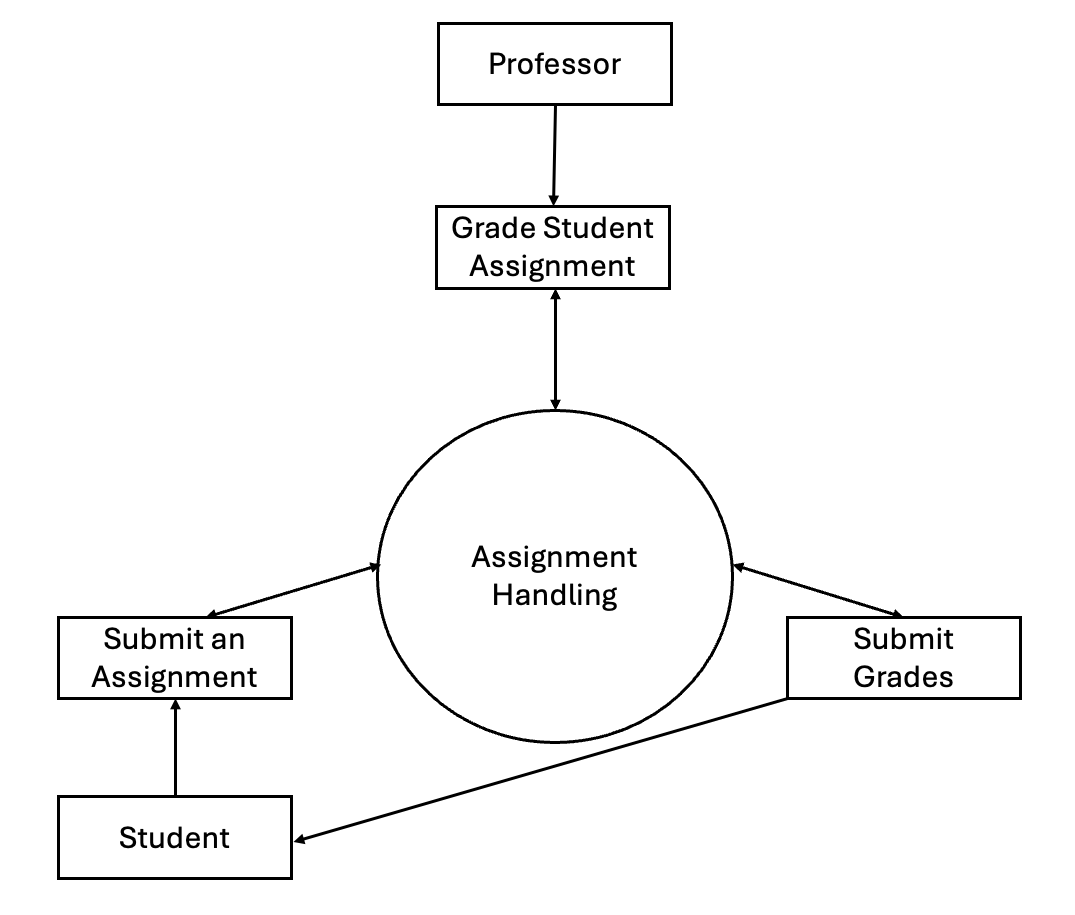 Professor
Grade Student
Assignment
Assignment
Handling
Submit an
Assignment
Submit
Grades
Student